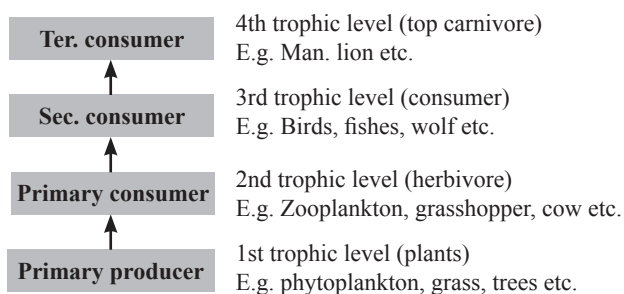 Ter. consumer
4th trophic level (top carnivore)
E.g. Man. lion etc.
Sec. consumer
3rd trophic level (consumer)
E.g. Birds, fishes, wolf etc.
Primary consumer
2nd trophic level (herbivore)
E.g. Zooplankton, grasshopper, cow etc.
Primary producer
1st trophic level (plants)
E.g. phytoplankton, grass, trees etc.